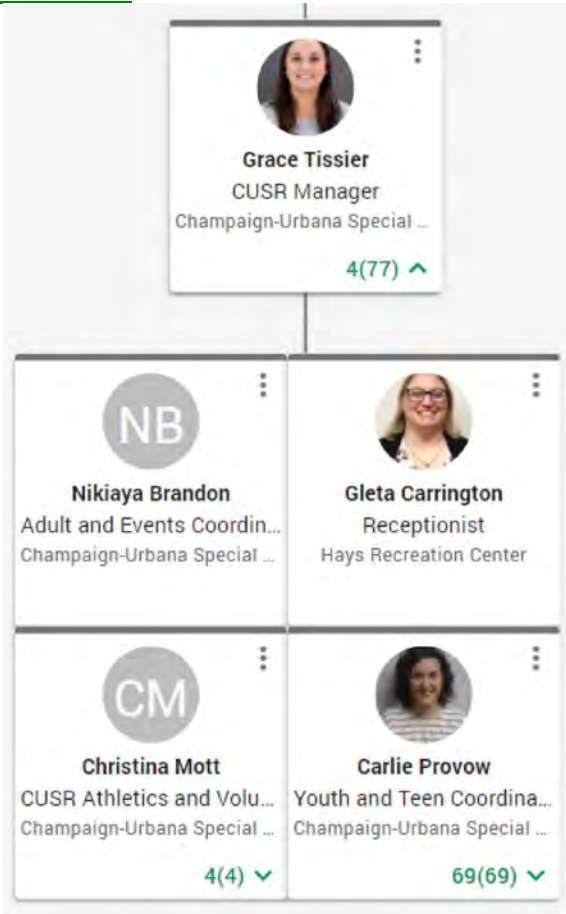 Grace Tissier
CUSR Manager
Champaign-Urbana Special ...
4(77)
NB
Nikiaya Brandon
Adult and Events Coordin...
Champaign-Urbana Special ...
Gleta Carrington
Receptionist
Hays Recreation Center
CM
Christina Mott
CUSR Athletics and Volu...
Champaign-Urbana Special ...
4(4)
Carlie Provow
Youth and Teen Coordina...
Champaign-Urbana Special ...
69(69)